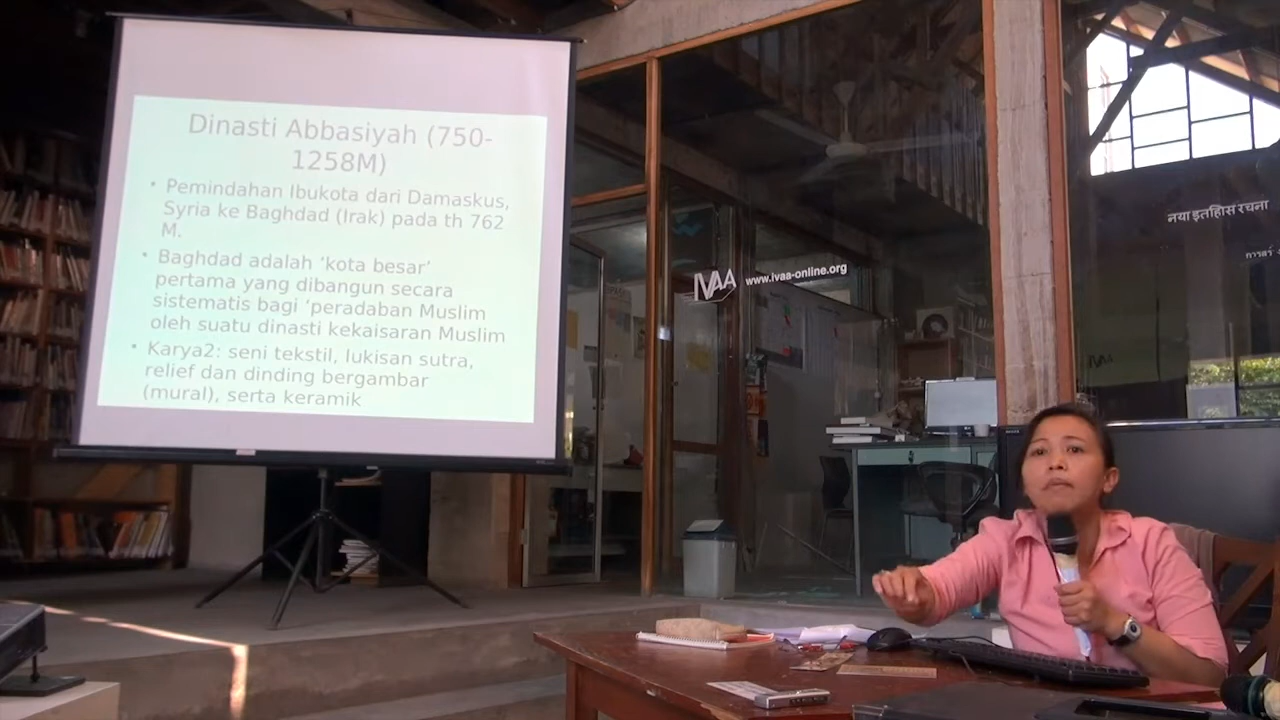 Dinasti Abbasiyah (750-
1258M)
• Pemindahan Ibukota dari Damaskus,
Syria ke Baghdad (Irak) pada th 762
M.
• Baghdad adalah ‘kota besar’
pertama yang dibangun secara
sistematis bagi ‘peradaban Muslim
oleh suatu dinasti kekaisaran Muslim
• Karya2: seni tekstil, lukisan sutra,
relief dan dinding bergambar
(mural), serta keramik
IVAA www.ivaa-online.org
नया इतिहास रचना